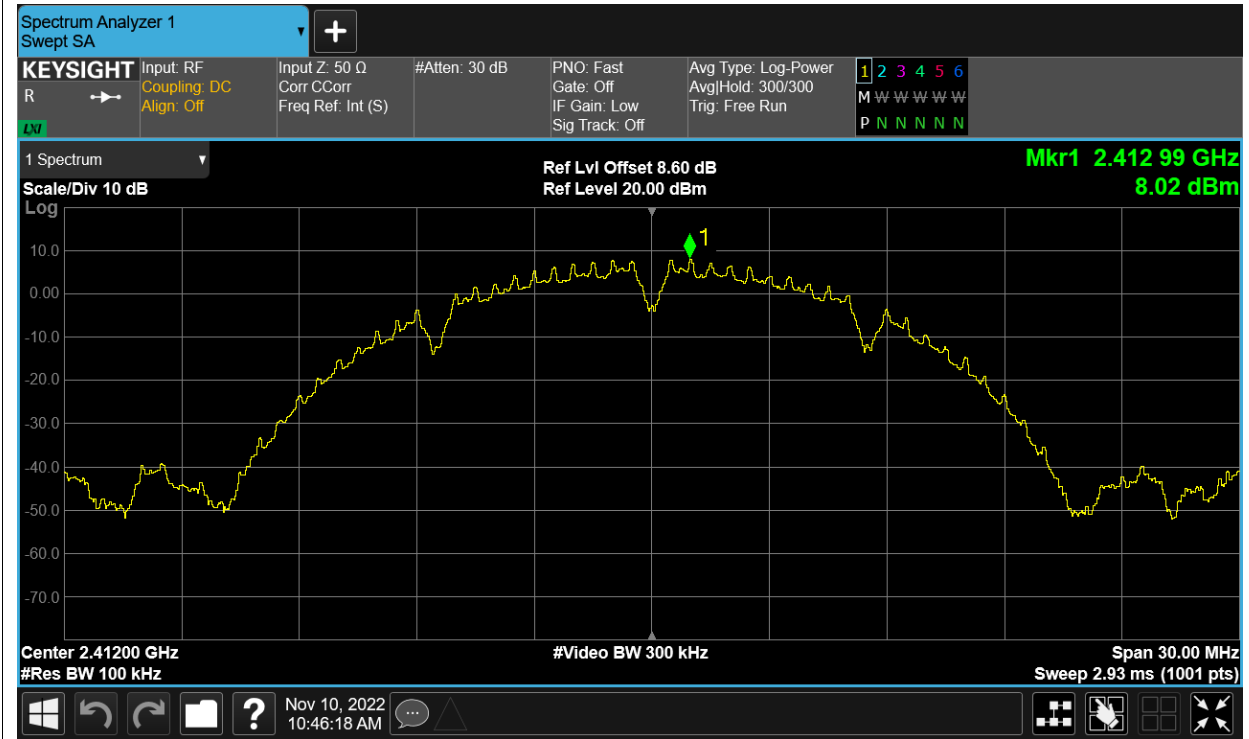 Spectrum Analyzer 1
Swept SA
KEYSIGHT
R
LXI
Input: RF
Coupling: DC
Align: Off
Input Z: 50 Ω
Corr CCorr
Freq Ref: Int (S)
#Atten: 30 dB
PNO: Fast
Gate: Off
IF Gain: Low
Sig Track: Off
Avg Type: Log-Power
Avg|Hold: 300/300
Trig: Free Run
1 2 3 4 5 6
M W W W W W
P N N N N N
1 Spectrum
Scale/Div 10 dB
Log
Ref Lvl Offset 8.60 dB
Ref Level 20.00 dBm
Mkr1 2.412 99 GHz
8.02 dBm
1
10.0
0.00
-10.0
-20.0
-30.0
-40.0
-50.0
-60.0
-70.0
Center 2.41200 GHz
#Res BW 100 kHz
#Video BW 300 kHz
Span 30.00 MHz
Sweep 2.93 ms (1001 pts)
?
Nov 10, 2022
10:46:18 AM